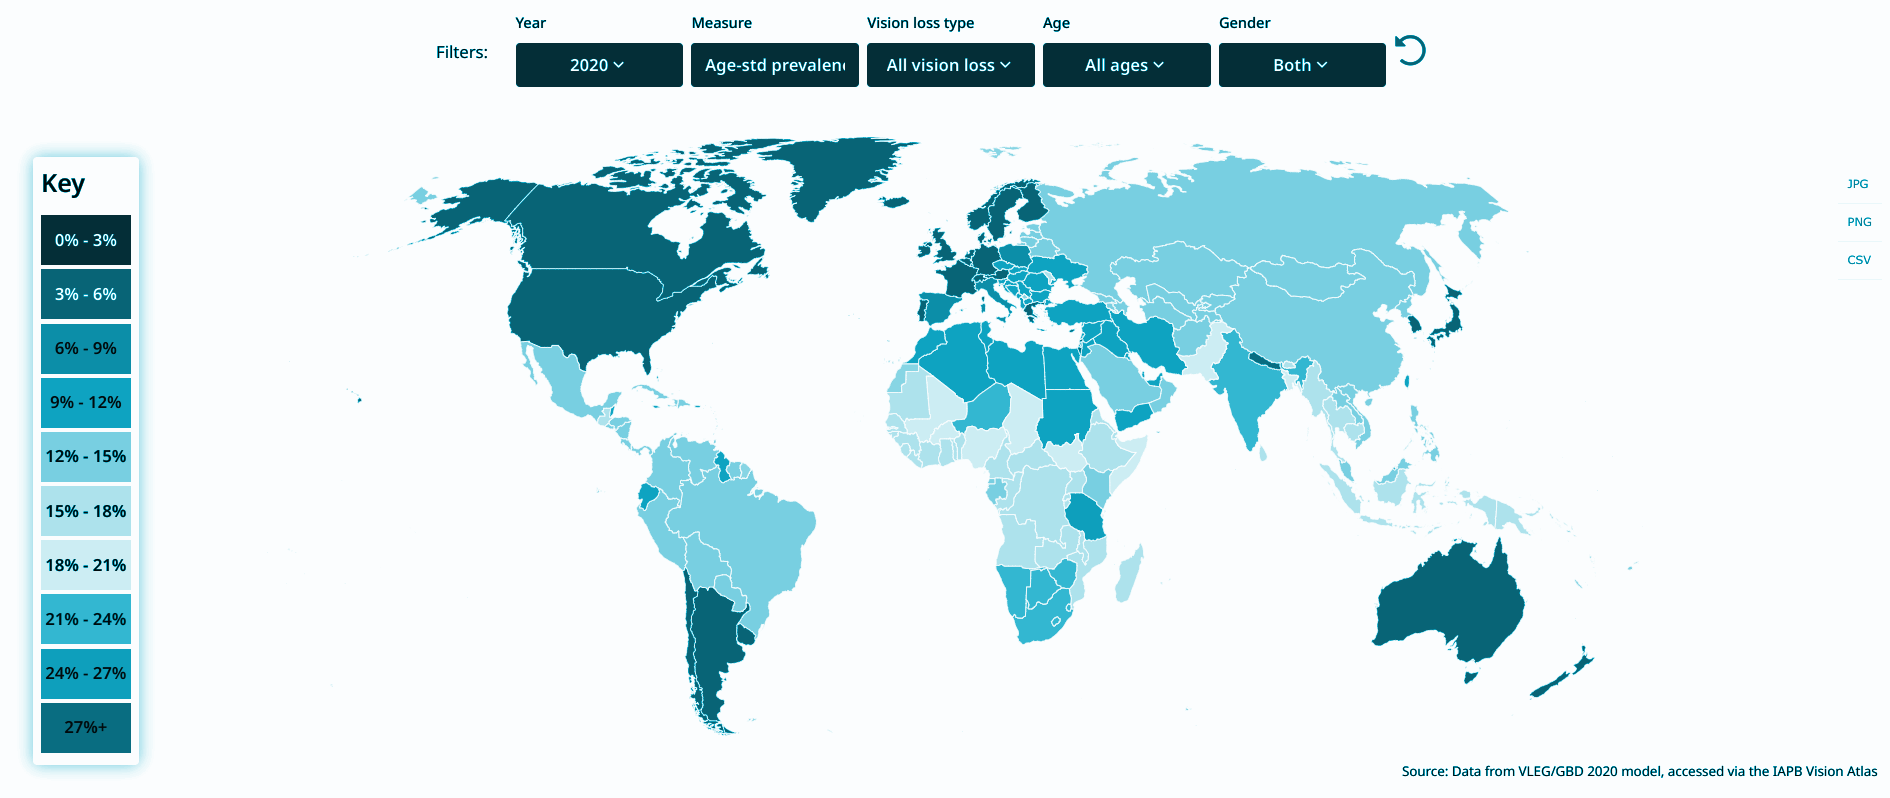 Year
Measure
Vision loss type
Age
Gender
Filters:
2020
Age-std prevalen
All vision loss
All ages
Both
Key
0% - 3%
3% - 6%
6% - 9%
9% - 12%
12% - 15%
15% - 18%
18% - 21%
21% - 24%
24% - 27%
27%+
JPG
PNG
CSV
Source: Data from VLEG/GBD 2020 model, accessed via the IAPB Vision Atlas